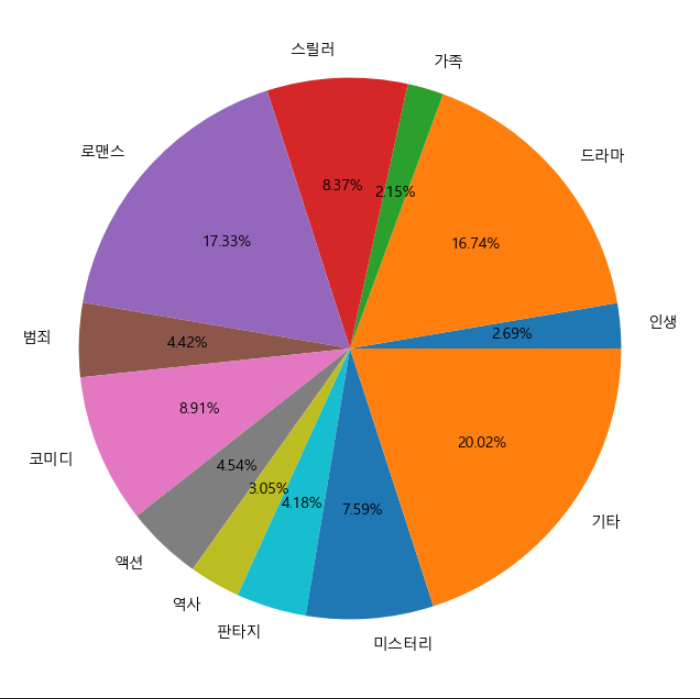 스릴러
가족
로맨스
드라마
8.37%
2.15%
17.33%
16.74%
인생
범죄
4.42%
2.69%
8.91%
20.02%
코미디
4.54%
3.05%
4.18%
7.59%
기타
액션
역사
판타지
미스터리